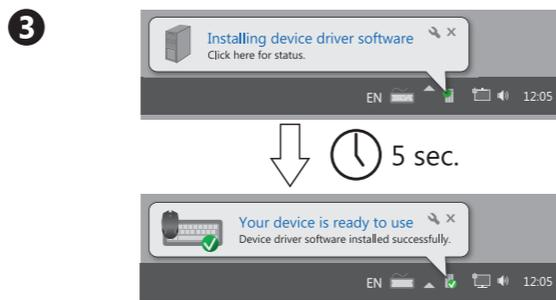 3
Installing device driver software
Click here for status.
EN 12:05
5 sec.
Your device is ready to use
Device driver software installed successfully.
EN 12:05